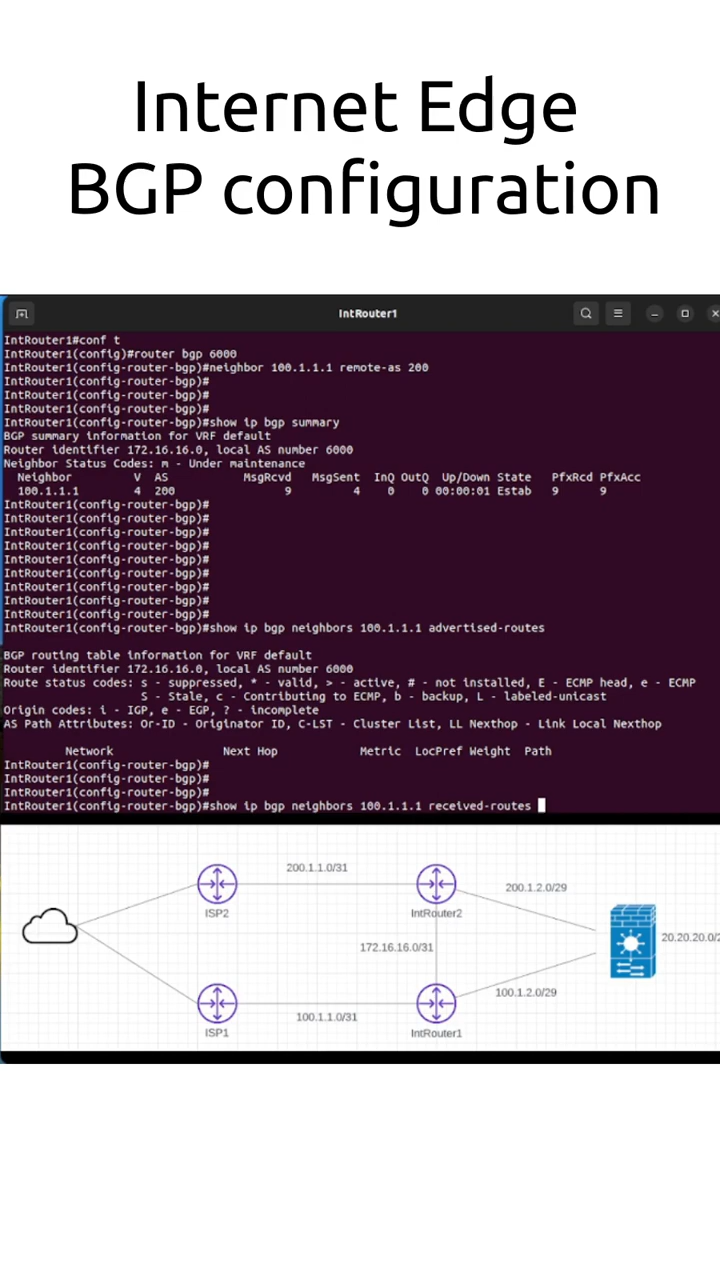 Internet Edge
BGP configuration
IntRouter1
IntRouter1#conf t
IntRouter1(config)#router bgp 6000
IntRouter1(config-router-bgp)#neighbor 100.1.1.1 remote-as 200
IntRouter1(config-router-bgp)#
IntRouter1(config-router-bgp)#
IntRouter1(config-router-bgp)#
IntRouter1(config-router-bgp)#show ip bgp summary
BGP summary information for VRF default
Router identifier 172.16.16.0, local AS number 6000
Neighbor Status Codes: m - Under maintenance
Neighbor V AS MsgRcvd MsgSent InQ OutQ Up/Down State PfxRcd PfxAcc
100.1.1.1 4 200 9 4 0 0 00:00:01 Estab 9 9
IntRouter1(config-router-bgp)#
IntRouter1(config-router-bgp)#
IntRouter1(config-router-bgp)#
IntRouter1(config-router-bgp)#
IntRouter1(config-router-bgp)#
IntRouter1(config-router-bgp)#
IntRouter1(config-router-bgp)#
IntRouter1(config-router-bgp)#
IntRouter1(config-router-bgp)#
IntRouter1(config-router-bgp)#show ip bgp neighbors 100.1.1.1 advertised-routes
BGP routing table information for VRF default
Router identifier 172.16.16.0, local AS number 6000
Route status codes: s - suppressed, * - valid, > - active, # - not installed, E - ECMP head, e - ECMP
S - Stale, c - Contributing to ECMP, b - backup, L - labeled-unicast
Origin codes: i - IGP, e - EGP, ? - incomplete
AS Path Attributes: Or-ID - Originator ID, C-LST - Cluster List, LL Nexthop - Link Local Nexthop
Network Next Hop Metric LocPref Weight Path
IntRouter1(config-router-bgp)#
IntRouter1(config-router-bgp)#
IntRouter1(config-router-bgp)#
IntRouter1(config-router-bgp)#show ip bgp neighbors 100.1.1.1 received-routes
200.1.1.0/31
200.1.2.0/29
ISP2
IntRouter2
172.16.16.0/31
20.20.20.0/2
100.1.2.0/29
100.1.1.0/31
ISP1
IntRouter1